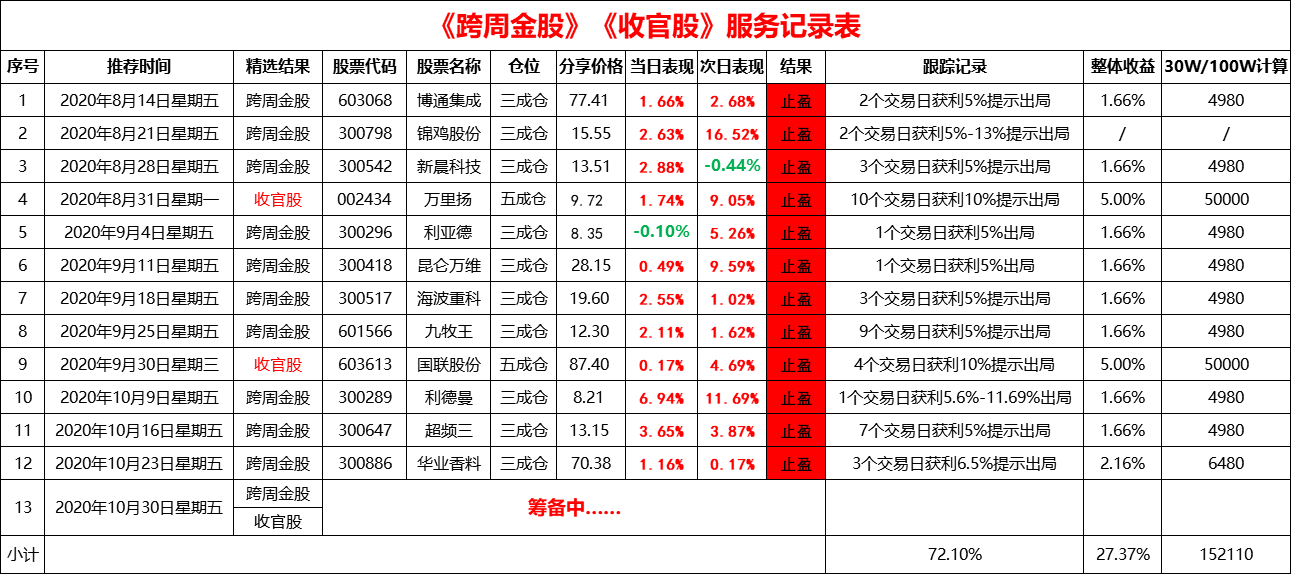 《跨周金股》《收官股》服务记录表
序号 推荐时间 精选结果 股票代码 股票名称 仓位 分享价格 当日表现 次日表现 结果 跟踪记录 整体收益 30W/100W计算
1 2020年8月14日星期五 跨周金股 603068 博通集成 三成仓 77.41 1.66% 2.68% 止盈 2个交易日获利5%提示出局 1.66% 4980
2 2020年8月21日星期五 跨周金股 300798 锦鸡股份 三成仓 15.55 2.63% 16.52% 止盈 2个交易日获利5%-13%提示出局 / /
3 2020年8月28日星期五 跨周金股 300542 新晨科技 三成仓 13.51 2.88% -0.44% 止盈 3个交易日获利5%提示出局 1.66% 4980
4 2020年8月31日星期一 收官股 002434 万里扬 五成仓 9.72 1.74% 9.05% 止盈 10个交易日获利10%提示出局 5.00% 50000
5 2020年9月4日星期五 跨周金股 300296 利亚德 三成仓 8.35 -0.10% 5.26% 止盈 1个交易日获利5%出局 1.66% 4980
6 2020年9月11日星期五 跨周金股 300418 昆仑万维 三成仓 28.15 0.49% 9.59% 止盈 1个交易日获利5%出局 1.66% 4980
7 2020年9月18日星期五 跨周金股 300517 海波重科 三成仓 19.60 2.55% 1.02% 止盈 3个交易日获利5%提示出局 1.66% 4980
8 2020年9月25日星期五 跨周金股 601566 九牧王 三成仓 12.30 2.11% 1.62% 止盈 9个交易日获利5%提示出局 1.66% 4980
9 2020年9月30日星期三 收官股 603613 国联股份 五成仓 87.40 0.17% 4.69% 止盈 4个交易日获利10%提示出局 5.00% 50000
10 2020年10月9日星期五 跨周金股 300289 利德曼 三成仓 8.21 6.94% 11.69% 止盈 1个交易日获利5.6%-11.69%出局 1.66% 4980
11 2020年10月16日星期五 跨周金股 300647 超频三 三成仓 13.15 3.65% 3.87% 止盈 7个交易日获利5%提示出局 1.66% 4980
12 2020年10月23日星期五 跨周金股 300886 华业香料 三成仓 70.38 1.16% 0.17% 止盈 3个交易日获利6.5%提示出局 2.16% 6480
13 2020年10月30日星期五 跨周金股 筹备中……
收官股
小计 72.10% 27.37% 152110